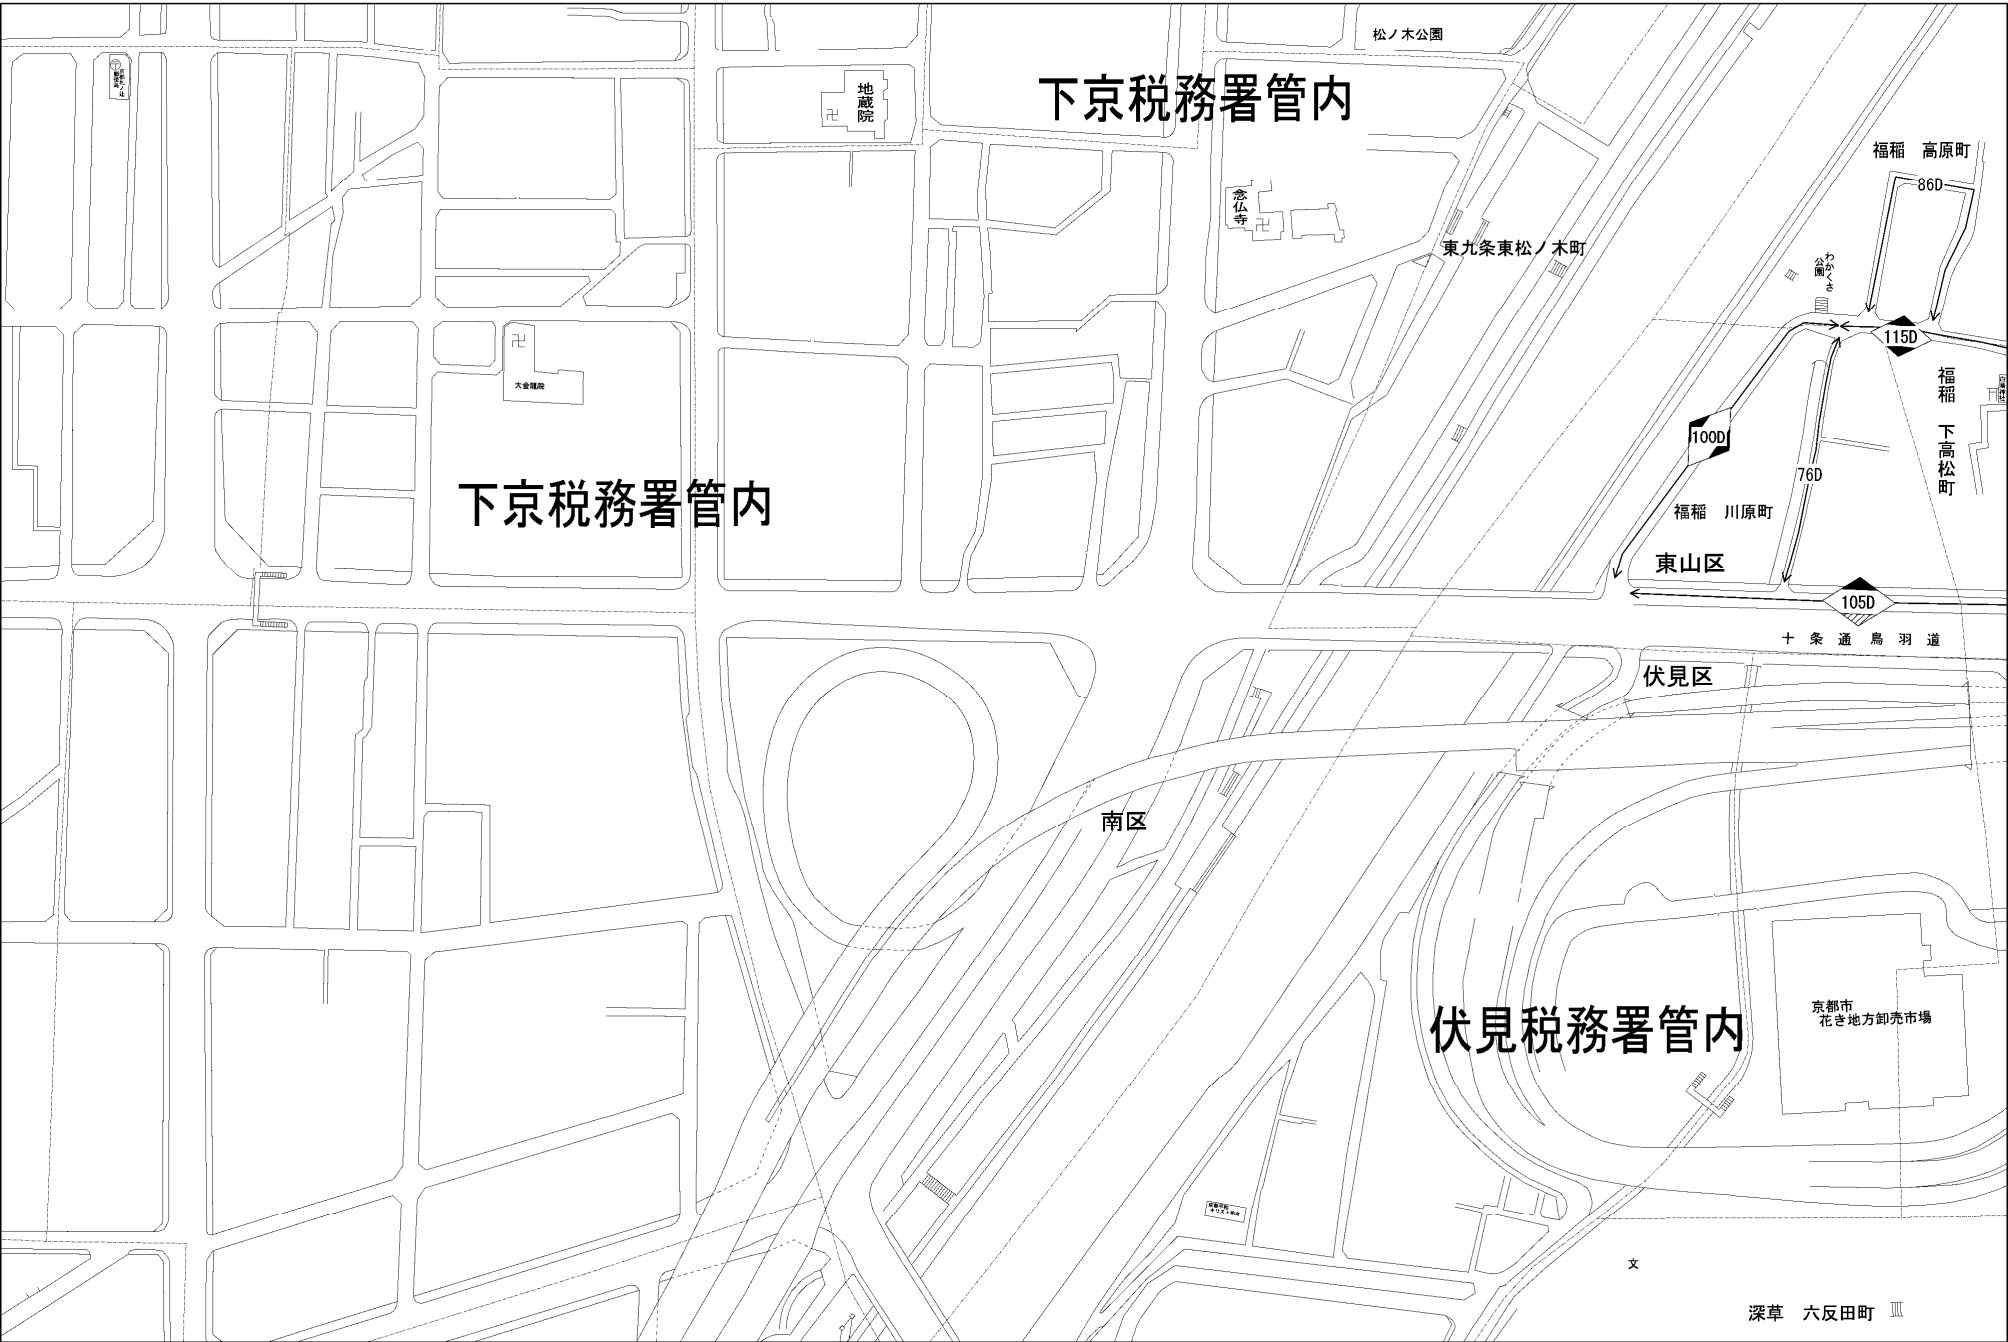 松ノ木公園
下京税務署管内
地蔵院
福稲 高原町
86D
念仏寺
東九条東松ノ木町
わかくさ
公園
115D
大金龍院
福稲 下高松町
100D
76D
下京税務署管内
福稲 川原町
東山区
105D
十条通鳥羽道
伏見区
南区
京都市
花き地方卸売市場
伏見税務署管内
文
深草 六反田町